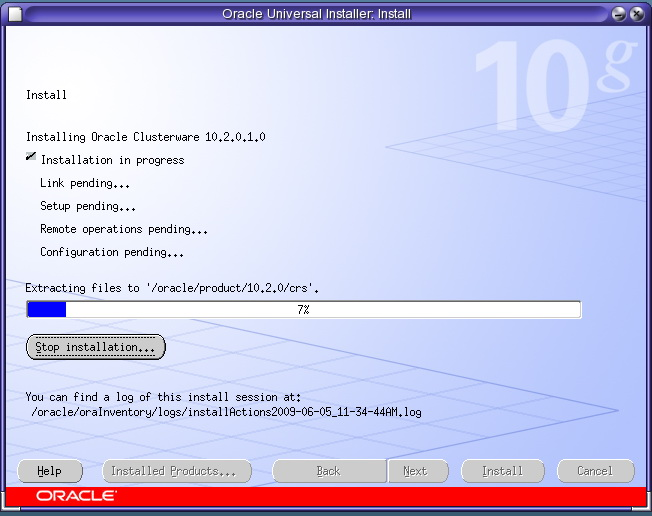 Oracle Universal Installer: Install
10g
Install
Installing Oracle Clusterware 10.2.0.1.0
Installation in progress
Link pending...
Setup pending...
Remote operations pending...
Configuration pending...
Extracting files to '/oracle/product/10.2.0/crs'.
7%
Stop installation...
You can find a log of this install session at:
/oracle/oraInventory/logs/installActions2009-06-05_11-34-44AM.log
Help Installed Products... Back Next Install Cancel
ORACLE